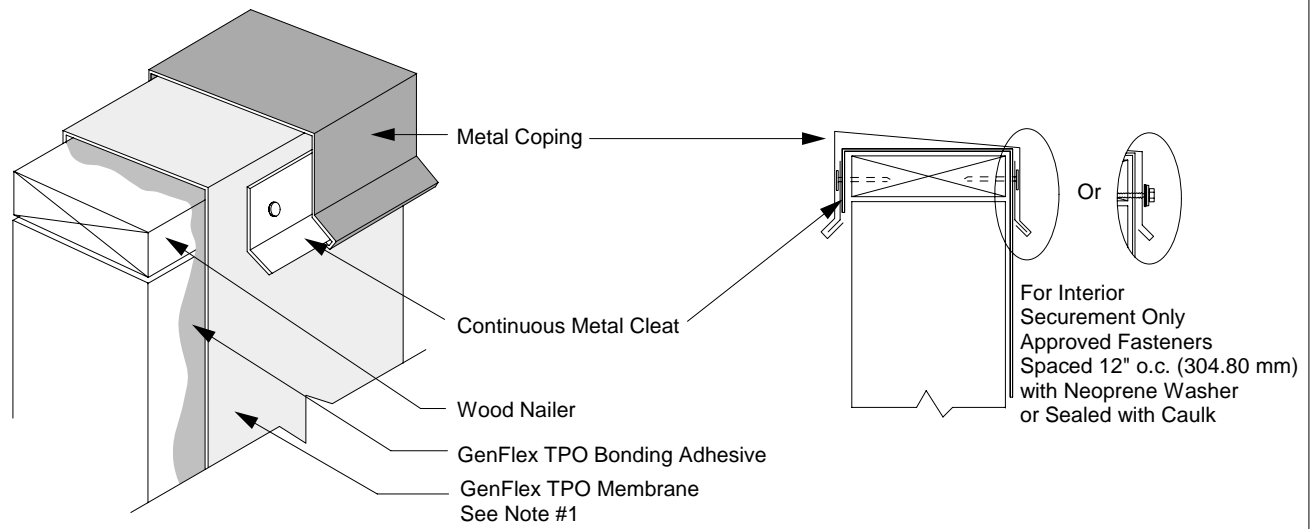 Metal Coping
Continuous Metal Cleat
Wood Nailer
GenFlex TPO Bonding Adhesive
GenFlex TPO Membrane
See Note #1
Or
For Interior
Securement Only
Approved Fasteners
Spaced 12" o.c. (304.80 mm)
with Neoprene Washer
or Sealed with Caulk